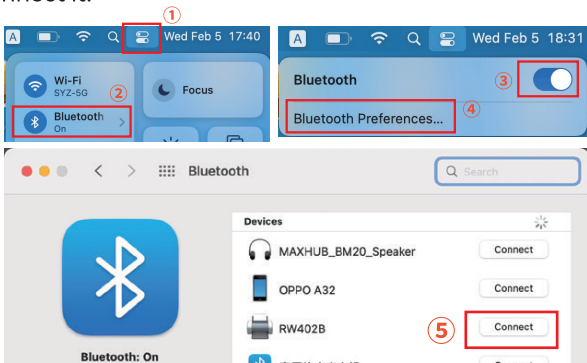 ①
A Wed Feb 5 17:40
Wi-Fi
SYZ-5G
②
Focus
Bluetooth
On
A Wed Feb 5 18:31
Bluetooth
③
④
Bluetooth Preferences...
Bluetooth
Search
Devices
MAXHUB_BM20_Speaker Connect
OPPO A32 Connect
RW402B ⑤ Connect
Bluetooth: On